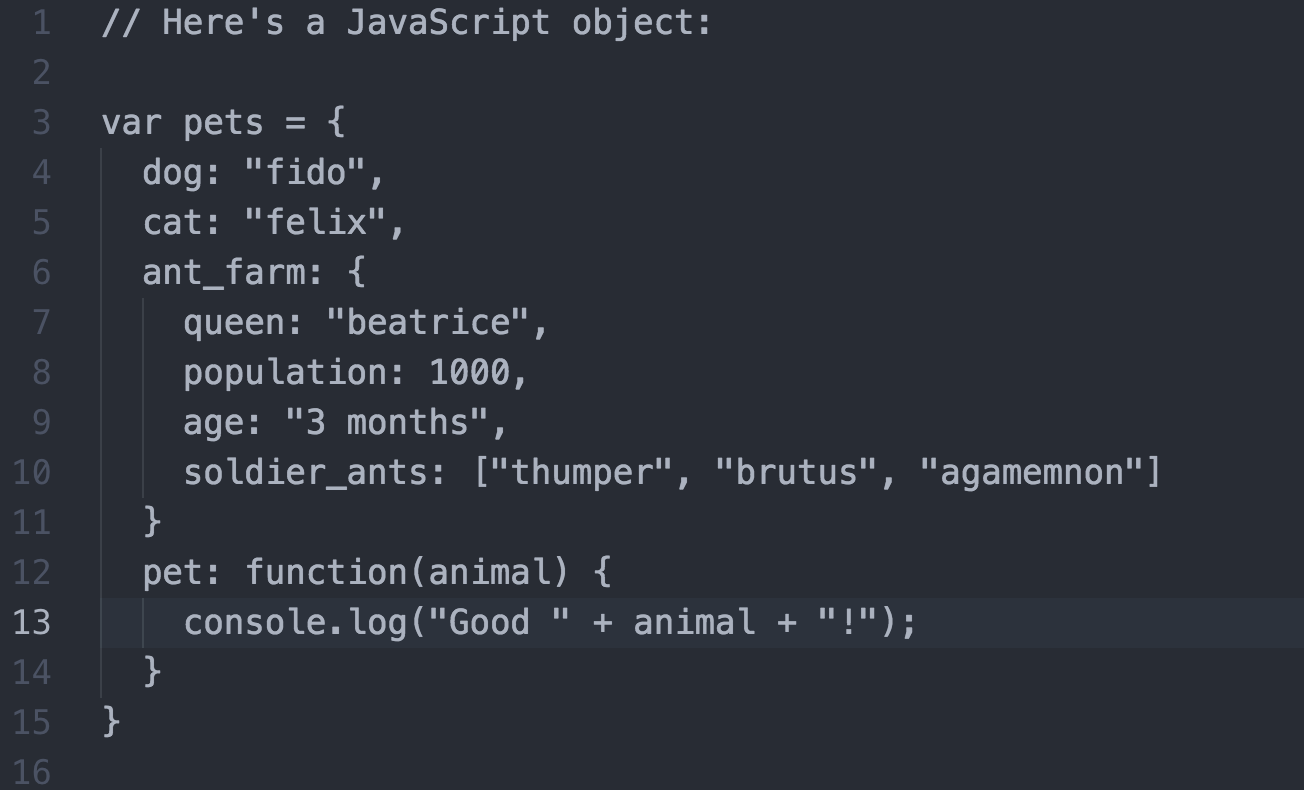 1 // Here's a JavaScript object:
2
3 var pets = {
4   dog: "fido",
5   cat: "felix",
6   ant_farm: {
7     queen: "beatrice",
8     population: 1000,
9     age: "3 months",
10     soldier_ants: ["thumper", "brutus", "agamemnon"]
11   }
12   pet: function(animal) {
13     console.log("Good " + animal + "!");
14   }
15 }
16